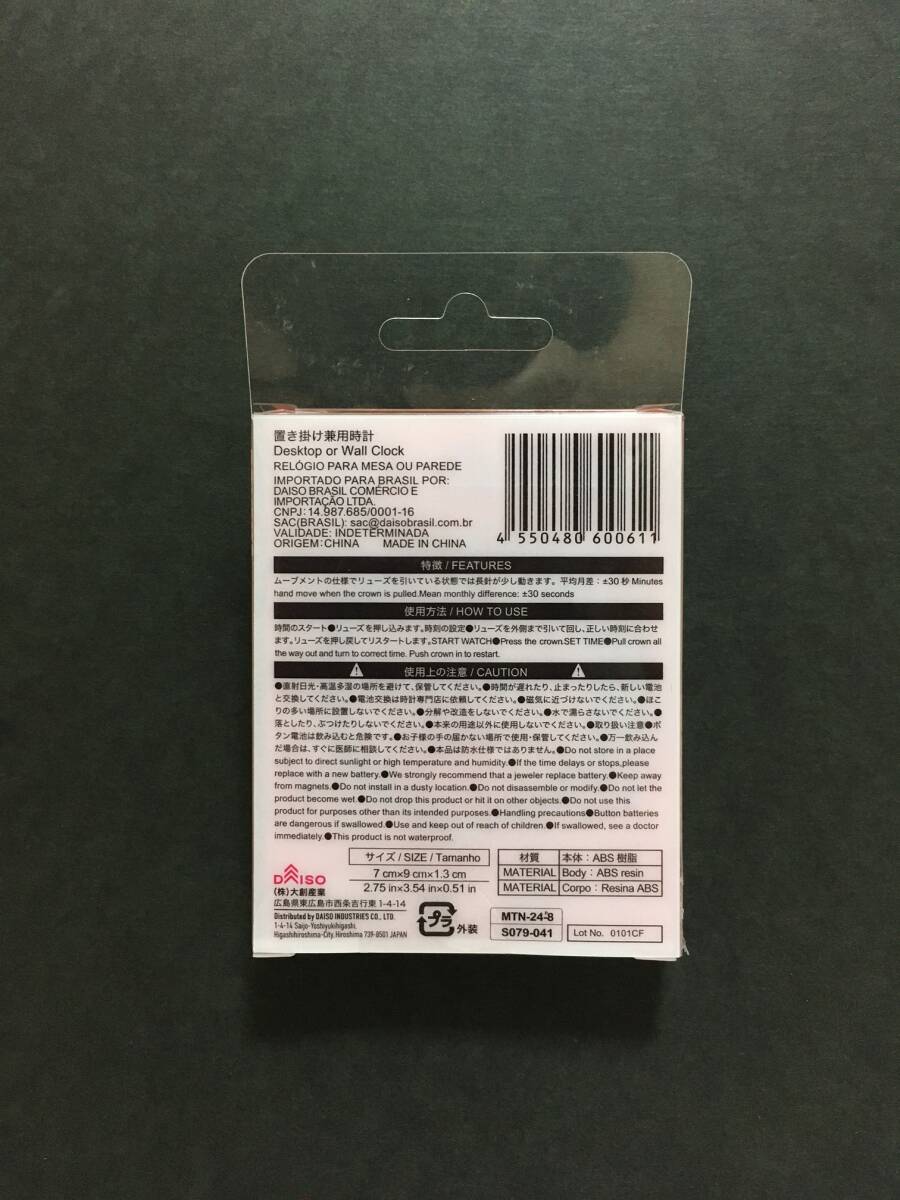 置き掛け兼用時計
Desktop or Wall Clock
RELÓGIO PARA MESA OU PAREDE
IMPORTADO PARA BRASIL POR:
DAISO BRASIL COMÉRCIO E
IMPORTAÇÃO LTDA.
CNPJ: 14.987.685/0001-16
SAC(BRASIL): sac@daisobrasil.com.br
VALIDADE: INDETERMINADA
ORIGEM: CHINA MADE IN CHINA
4 550480 600611
特徴 / FEATURES
ムーブメントの仕様でリューズを引いている状態では長針が少し動きます。平均月差：±30 秒 Minutes
hand move when the crown is pulled.Mean monthly difference: ±30 seconds
使用方法 / HOW TO USE
時間のスタート●リューズを押し込みます。時刻の設定●リューズを外側まで引いて回し、正しい時刻に合わせ
ます。リューズを押し戻してリスタートします。START WATCH●Press the crown.SET TIME●Pull crown all
the way out and turn to correct time. Push crown in to restart.
使用上の注意 / CAUTION
●直射日光・高温多湿の場所を避けて、保管してください。●時間が遅れたり、止まったりしたら、新しい電池
と交換してください。●電池交換は時計専門店に依頼してください。●磁気に近づけないでください。●ほこ
りの多い場所に設置しないでください。●分解や改造をしないでください。●水で濡らさないでください。●
落としたり、ぶつけたりしないでください。●本来の用途以外に使用しないでください。●取り扱い注意●ボ
タン電池は飲み込むと危険です。●お子様の手の届かない場所で使用・保管してください。●万一飲み込ん
だ場合は、すぐに医師に相談してください。●本品は防水仕様ではありません。●Do not store in a place
subject to direct sunlight or high temperature and humidity.●If the time delays or stops,please
replace with a new battery.●We strongly recommend that a jeweler replace battery.●Keep away
from magnets.●Do not install in a dusty location.●Do not disassemble or modify.●Do not let the
product become wet.●Do not drop this product or hit it on other objects.●Do not use this
product for purposes other than its intended purposes.●Handling precautions●Button batteries
are dangerous if swallowed.●Use and keep out of reach of children.●If swallowed, see a doctor
immediately.●This product is not waterproof.
DAISO
(株)大創産業
広島県東広島市西条吉行東 1-4-14
Distributed by DAISO INDUSTRIES CO., LTD.
1-4-14 Saijo-Yoshiyukihigashi,
Higashihiroshima-City, Hiroshima 739-8501 JAPAN
サイズ / SIZE / Tamanho
7 cm×9 cm×1.3 cm
2.75 in×3.54 in×0.51 in
プラ 外装
材質 本体：ABS 樹脂
MATERIAL Body：ABS resin
MATERIAL Corpo：Resina ABS
MTN-24-8
S079-041
Lot No. 0101CF